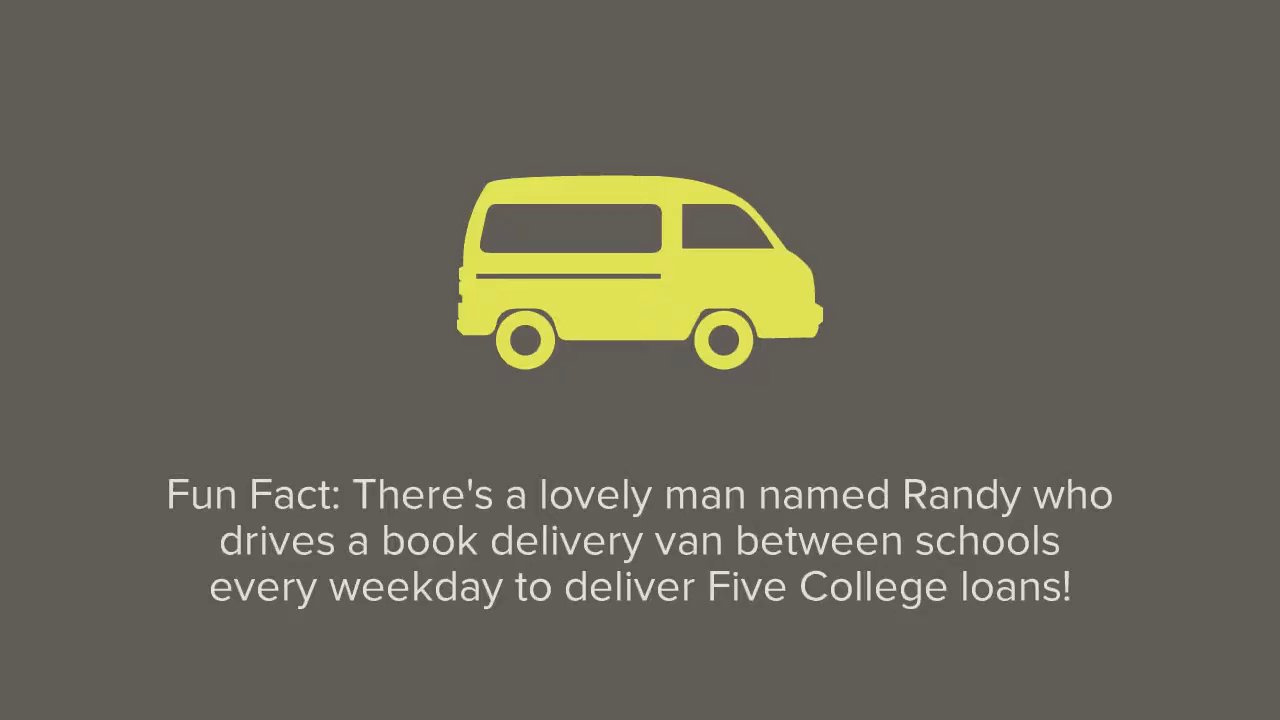 Fun Fact: There's a lovely man named Randy who
drives a book delivery van between schools
every weekday to deliver Five College loans!